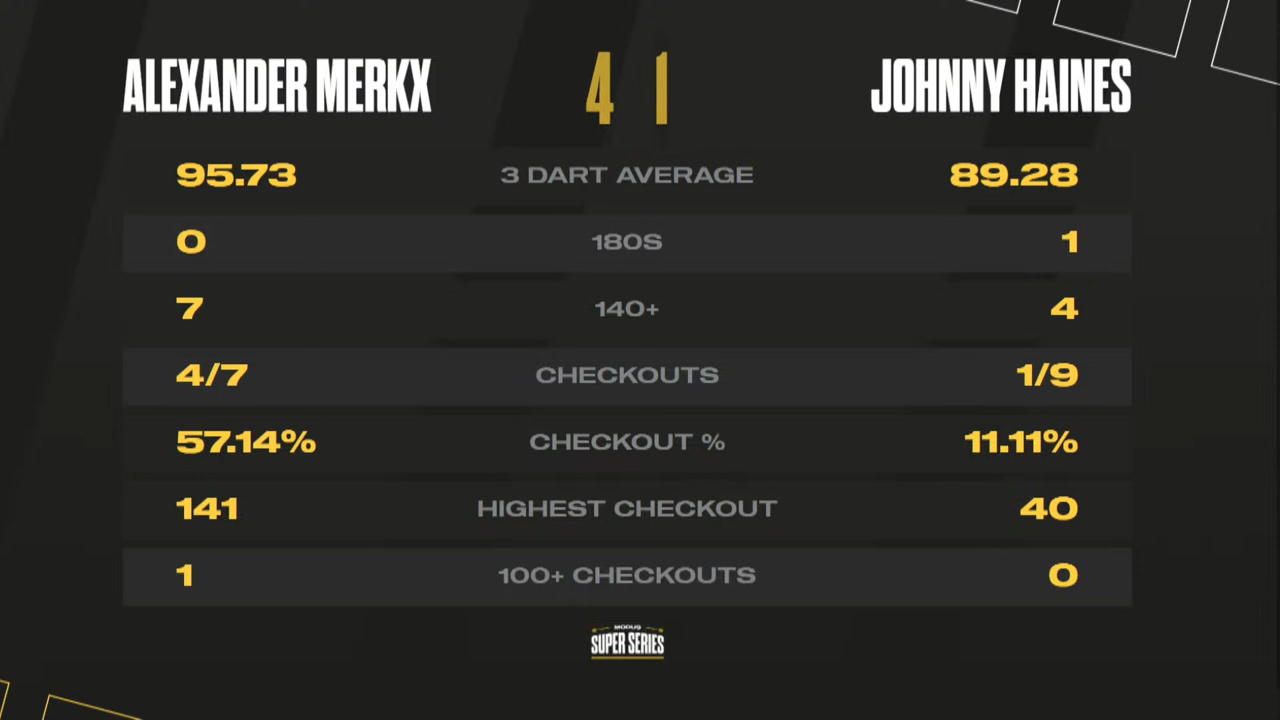 ALEXANDER MERKX 4 1 JOHNNY HAINES
95.73 3 DART AVERAGE 89.28
0 180S 1
7 140+ 4
4/7 CHECKOUTS 1/9
57.14% CHECKOUT % 11.11%
141 HIGHEST CHECKOUT 40
1 100+ CHECKOUTS 0
MODUS
SUPER SERIES